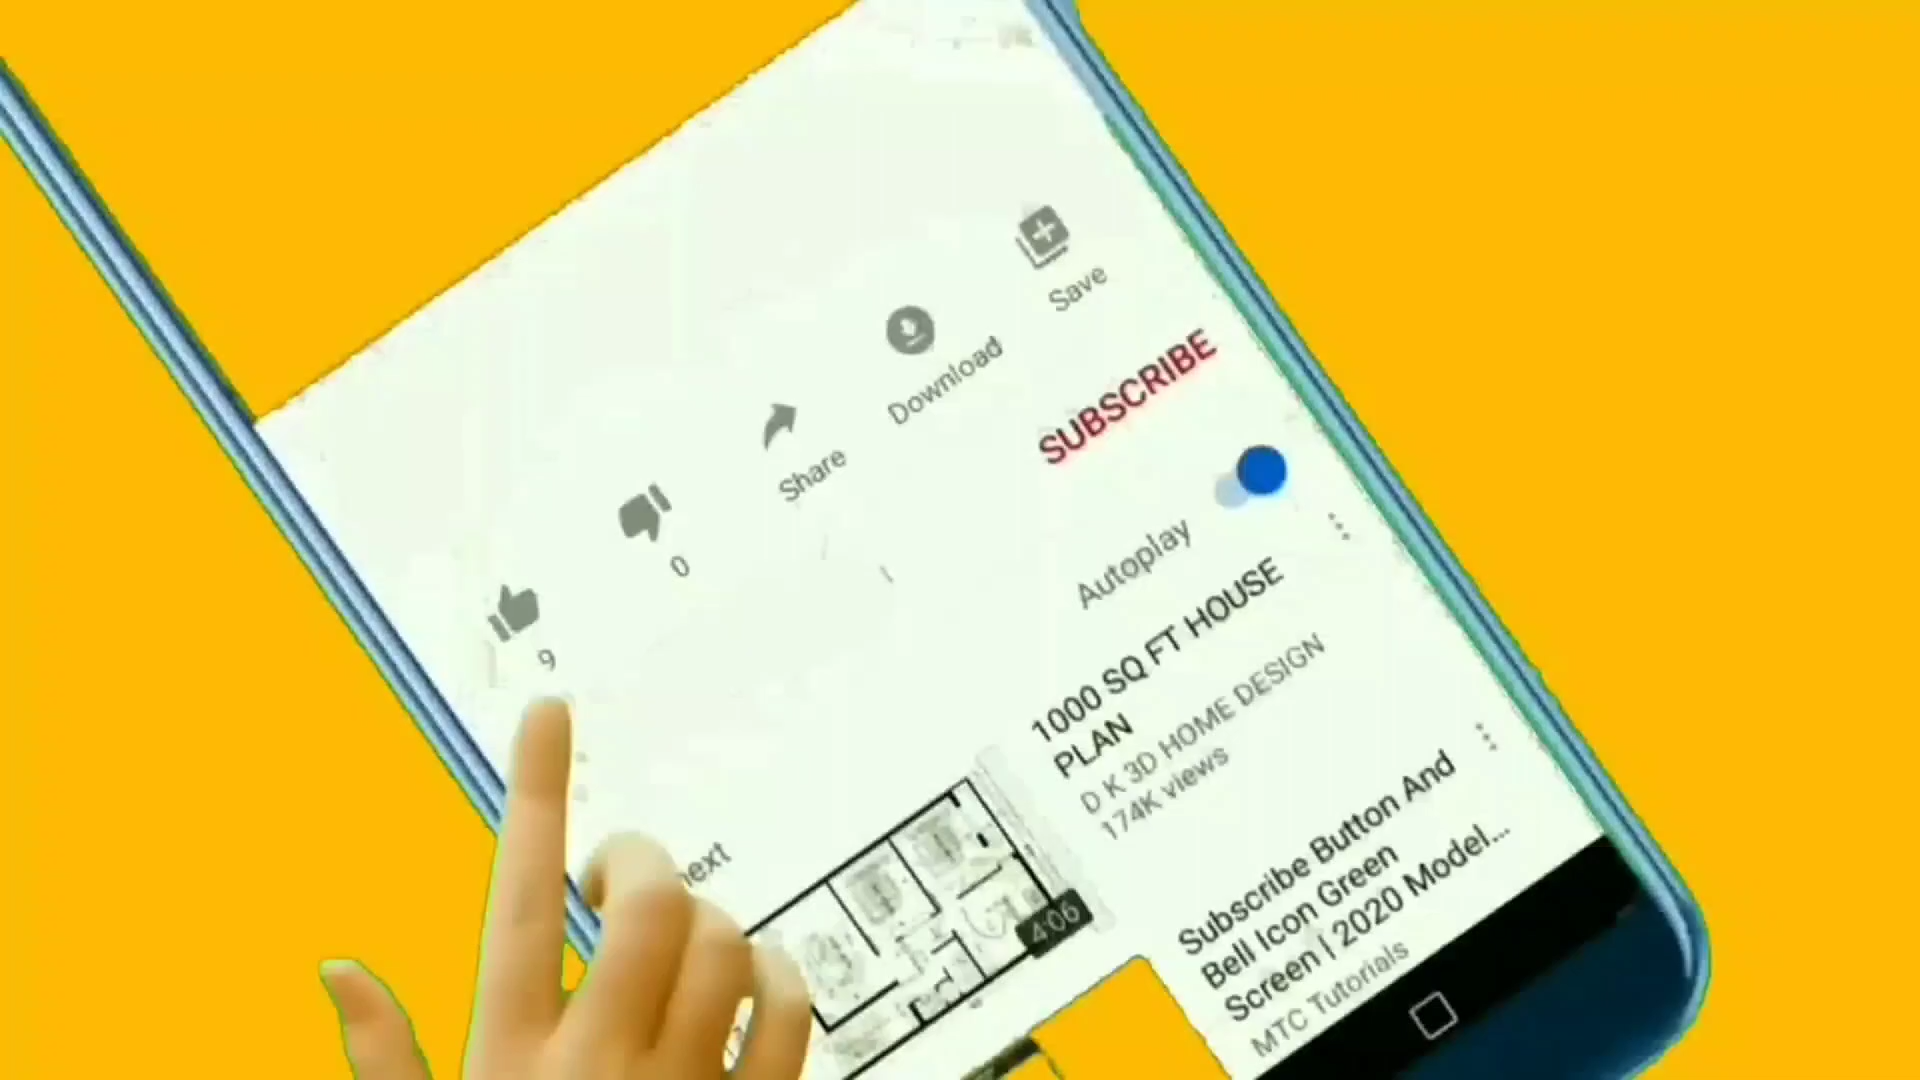 9
0
Share
Download
Save
SUBSCRIBE
next
Autoplay
4:06
1000 SQ FT HOUSE
PLAN
D K 3D HOME DESIGN
174K views
Subscribe Button And
Bell Icon Green
Screen | 2020 Model...
MTC Tutorials